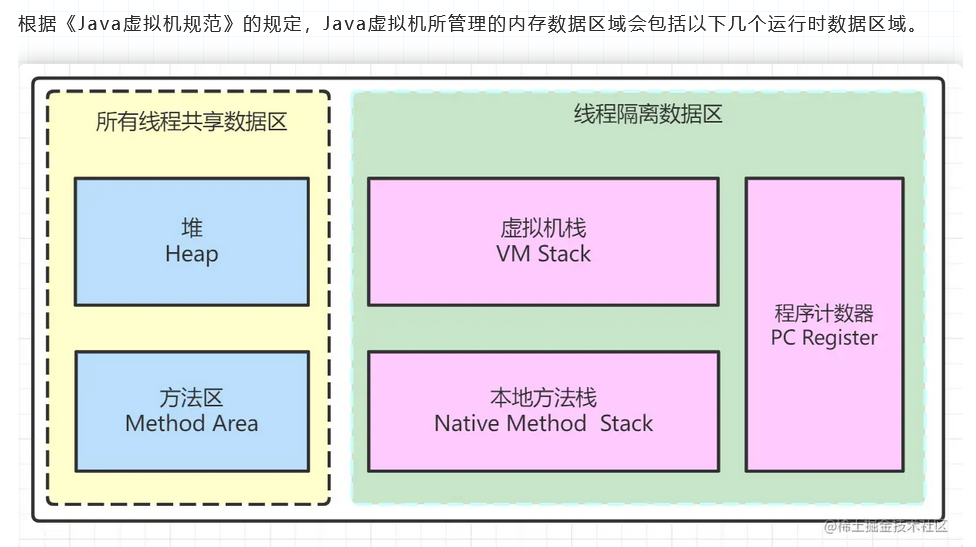 根据《Java虚拟机规范》的规定，Java虚拟机所管理的内存数据区域会包括以下几个运行时数据区域。
所有线程共享数据区
堆
Heap
方法区
Method Area
线程隔离数据区
虚拟机栈
VM Stack
本地方法栈
Native Method  Stack
程序计数器
PC Register
@稀土掘金技术社区